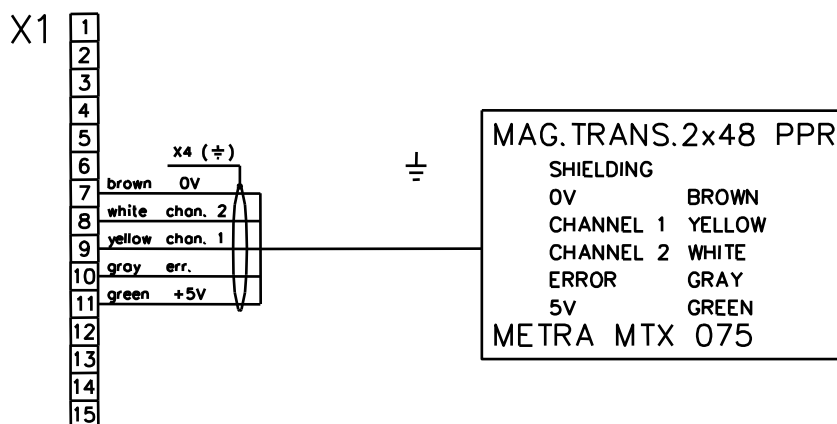 X1
1
2
3
4
5
6
7
8
9
10
11
12
13
14
15
X4 (⏚)
brown 0V
white chan. 2
yellow chan. 1
gray err.
green +5V
MAG.TRANS.2x48 PPR
SHIELDING
0V BROWN
CHANNEL 1 YELLOW
CHANNEL 2 WHITE
ERROR GRAY
5V GREEN
METRA MTX 075